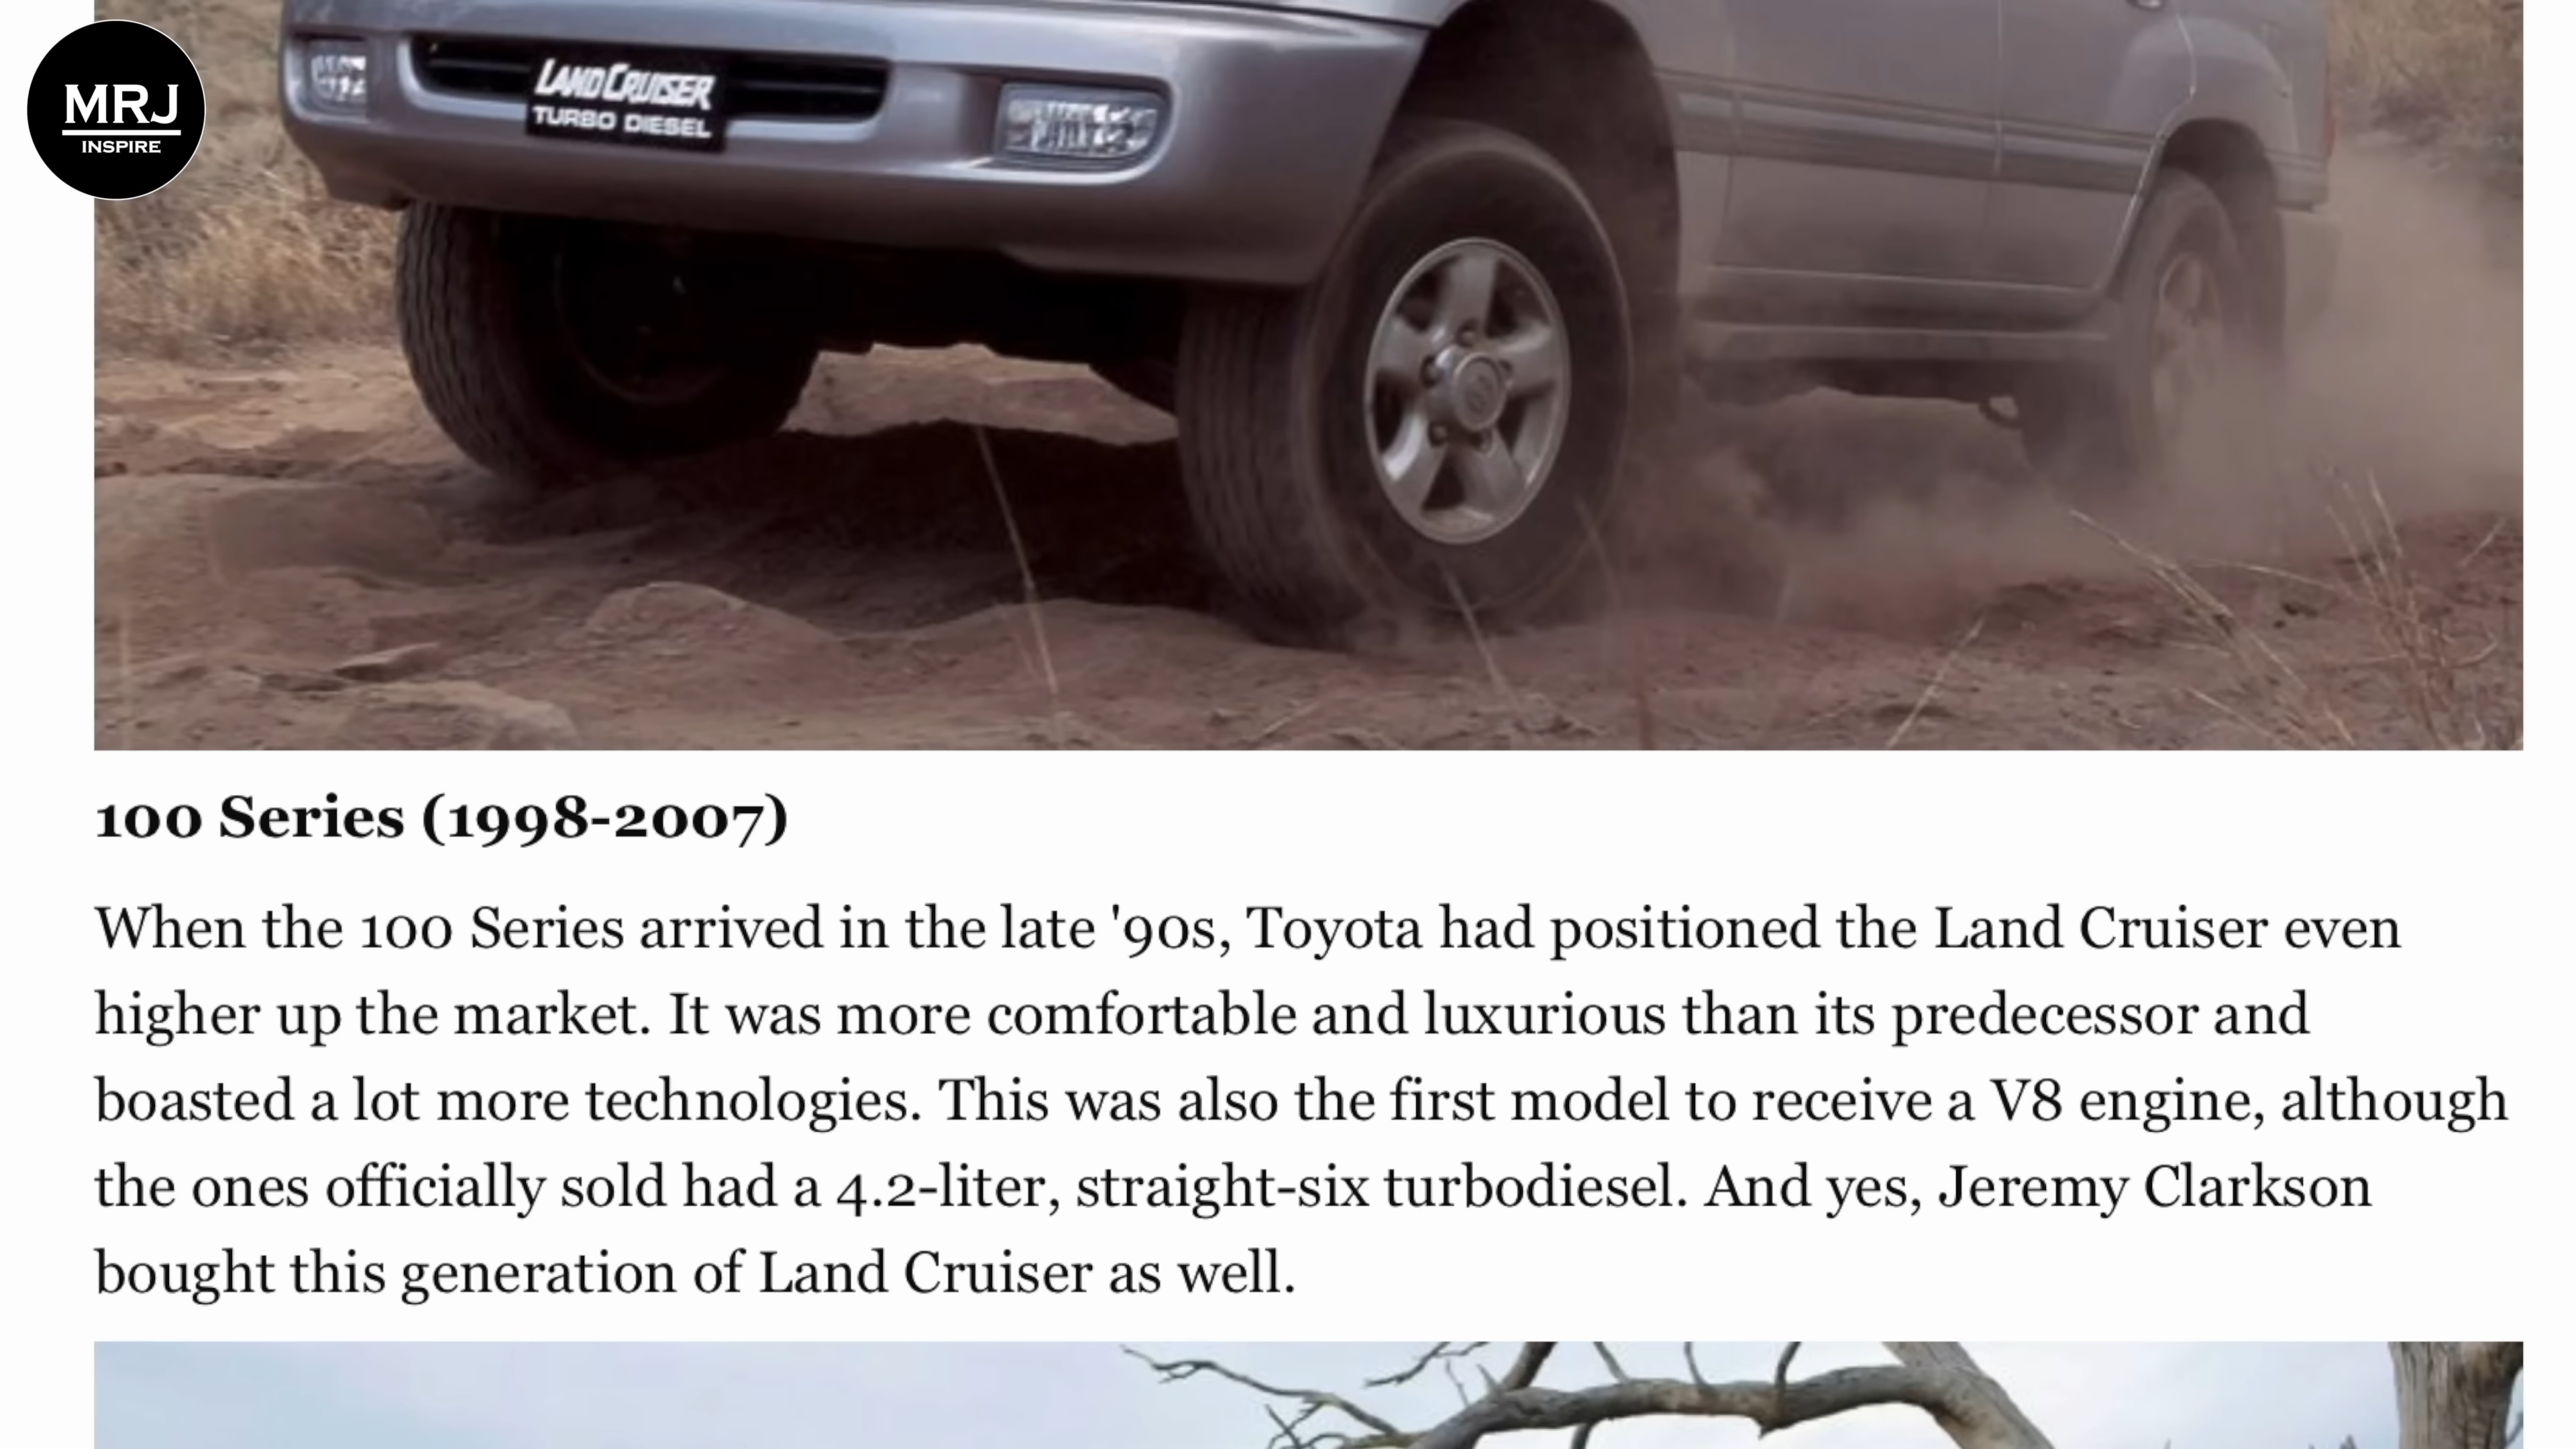 MRJ
INSPIRE
LAND CRUISER
TURBO DIESEL
100 Series (1998-2007)
When the 100 Series arrived in the late '90s, Toyota had positioned the Land Cruiser even
higher up the market. It was more comfortable and luxurious than its predecessor and
boasted a lot more technologies. This was also the first model to receive a V8 engine, although
the ones officially sold had a 4.2-liter, straight-six turbodiesel. And yes, Jeremy Clarkson
bought this generation of Land Cruiser as well.